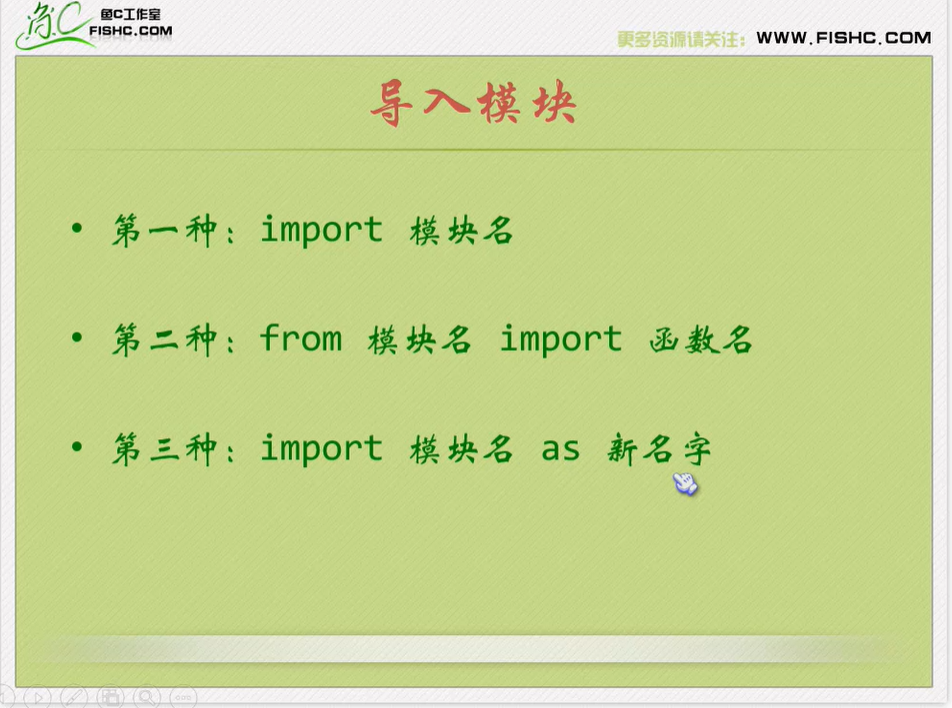 鱼C工作室
FISHC.COM
更多资源请关注： WWW.FISHC.COM
导入模块
• 第一种：import 模块名
• 第二种：from 模块名 import 函数名
• 第三种：import 模块名 as 新名字